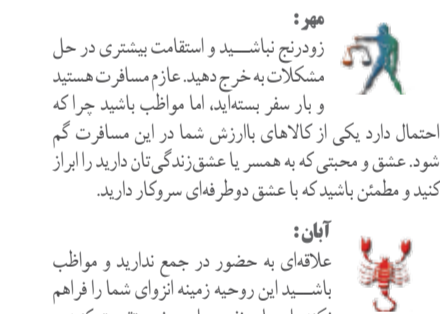 مهر:
زودرنج نباشید و استقامت بیشتری در حل
مشکلات به خرج دهید. عازم مسافرت هستید
و بار سفر بسته‌اید، اما مواظب باشید چرا که
احتمال دارد یکی از کالاهای باارزش شما در این مسافرت گم
شود. عشق و محبتی که به همسر یا عشق زندگی‌تان دارید را ابراز
کنید و مطمئن باشید که با عشق دوطرفه‌ای سروکار دارید.
آبان:
علاقه‌ای به حضور در جمع ندارید و مواظب
باشید این روحیه زمینه انزوای شما را فراهم